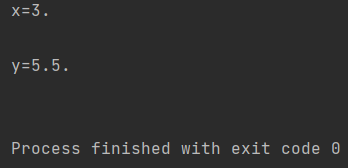 x=3.
y=5.5.
Process finished with exit code 0